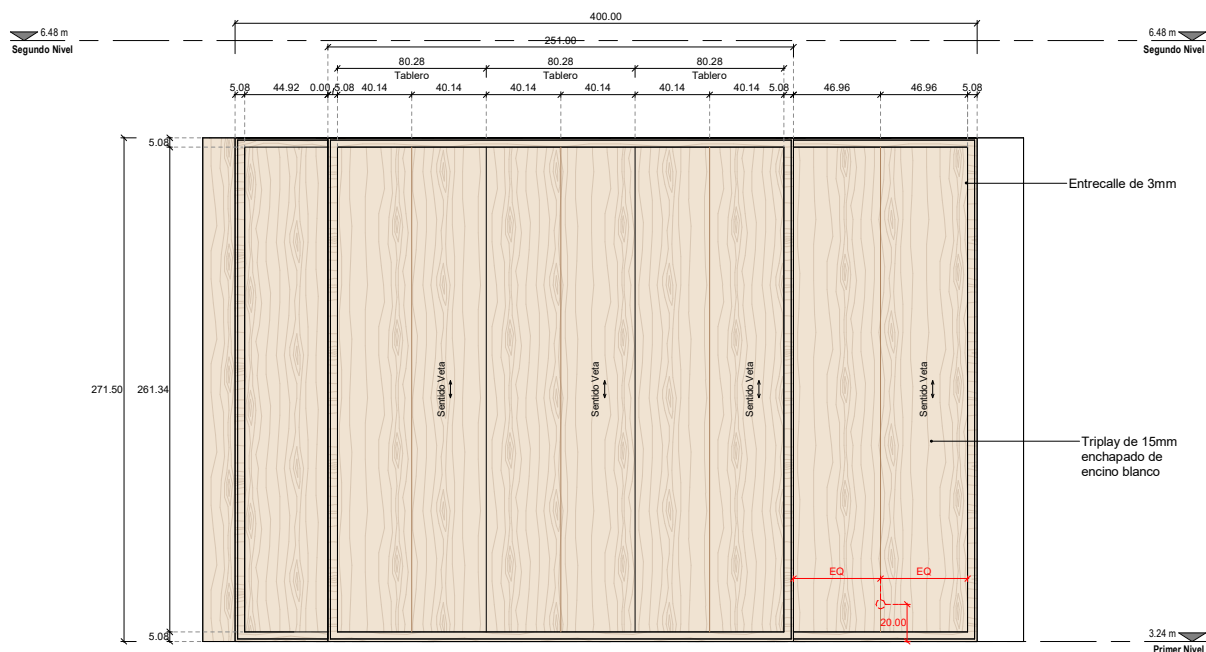 400.00
6.48 m
Segundo Nivel
6.48 m
Segundo Nivel
251.00
80.28
Tablero
80.28
Tablero
80.28
Tablero
5.08
44.92
0.00
5.08
40.14
40.14
40.14
40.14
40.14
40.14
5.08
46.96
46.96
5.08
5.08
Entrecalle de 3mm
271.50
261.34
Sentido Veta
Sentido Veta
Sentido Veta
Sentido Veta
Triplay de 15mm
enchapado de
encino blanco
EQ
EQ
20.00
5.08
3.24 m
Primer Nivel